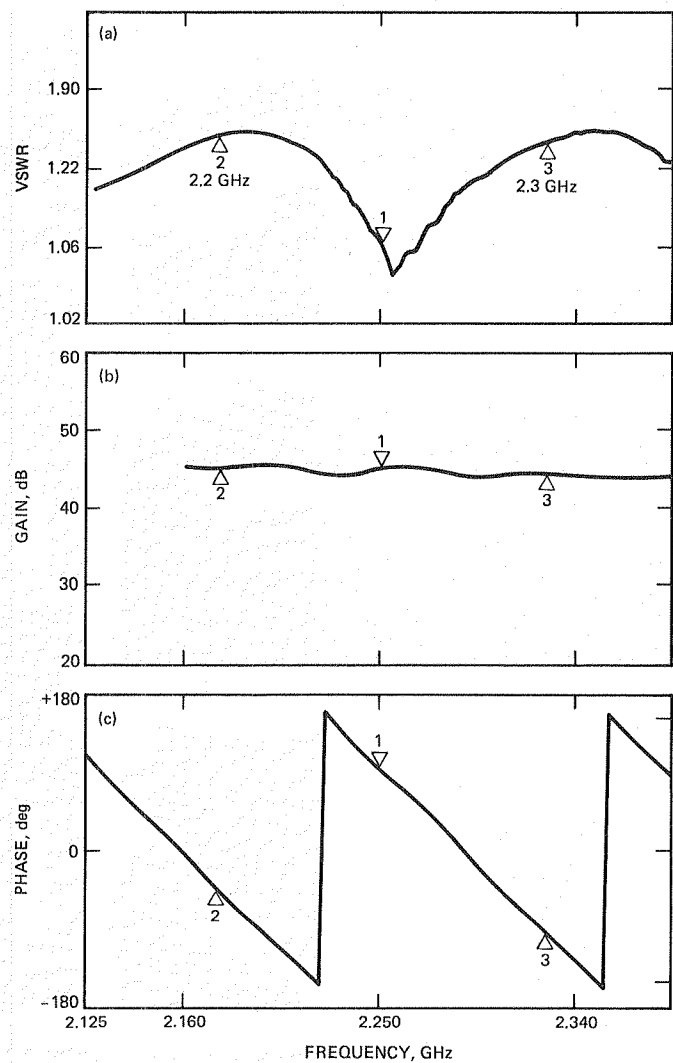 (a)
1.90
1.22
1.06
1.02
VSWR
2
2.2 GHz
1
3
2.3 GHz
(b)
60
50
40
30
20
GAIN, dB
1
2
3
(c)
+180
0
-180
PHASE, deg
1
2
3
2.125
2.160
2.250
2.340
FREQUENCY, GHz